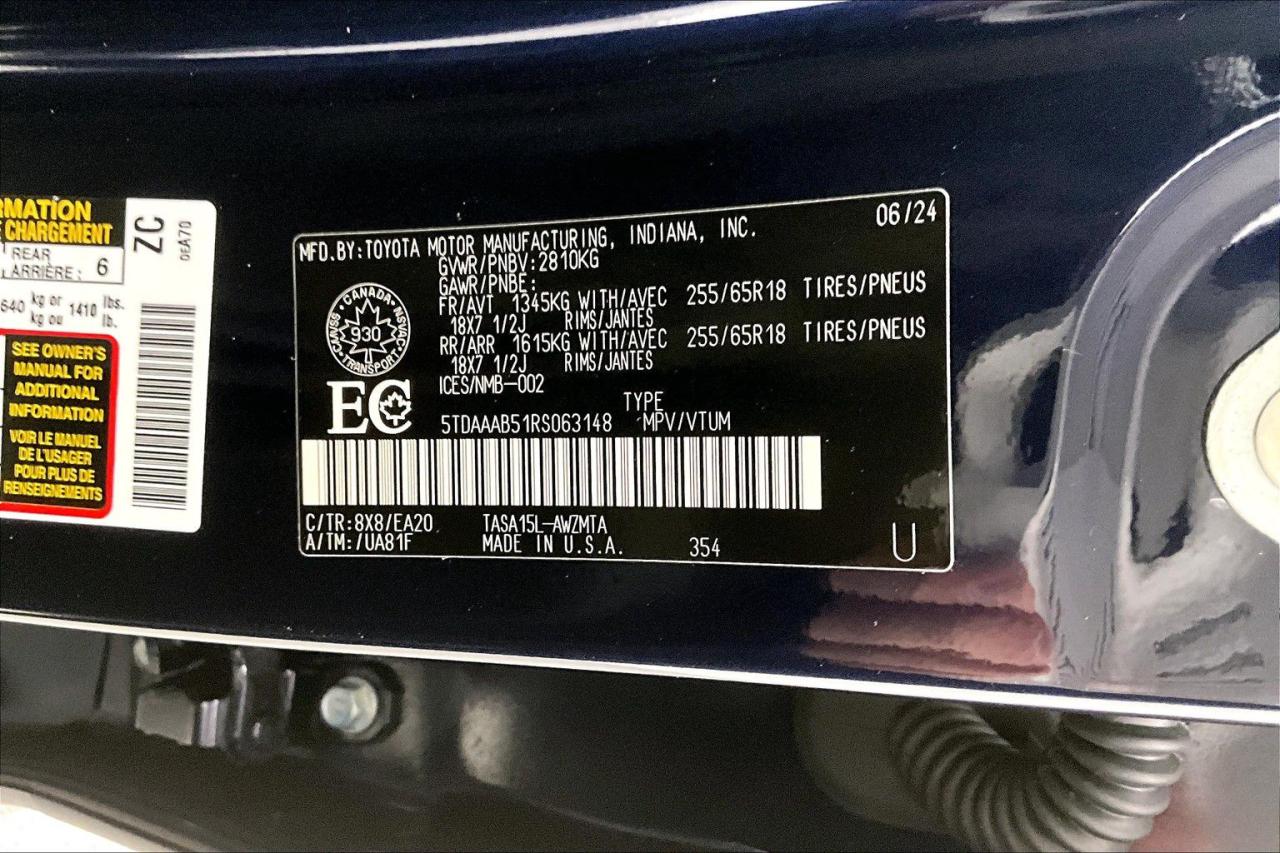 RMATION
E CHARGEMENT
REAR
ARRIÈRE: 6
640 kg or 1410 lbs.
kg ou lb.
SEE OWNER'S
MANUAL FOR
ADDITIONAL
INFORMATION
VOIR LE MANUEL
DE L'USAGER
POUR PLUS DE
RENSEIGNEMENTS
ZC
0EA70
MFD.BY:TOYOTA MOTOR MANUFACTURING, INDIANA, INC. 06/24
GVWR/PNBV:2810KG
GAWR/PNBE:
FR/AVT 1345KG WITH/AVEC 255/65R18 TIRES/PNEUS
18X7 1/2J RIMS/JANTES
RR/ARR 1615KG WITH/AVEC 255/65R18 TIRES/PNEUS
18X7 1/2J RIMS/JANTES
ICES/NMB-002
CANADA
930
TRANSPORT
EC
TYPE
5TDAAAB51RS063148 MPV/VTUM
C/TR:8X8/EA20 TASA15L-AWZMTA
A/TM:/UA81F MADE IN U.S.A. 354 U